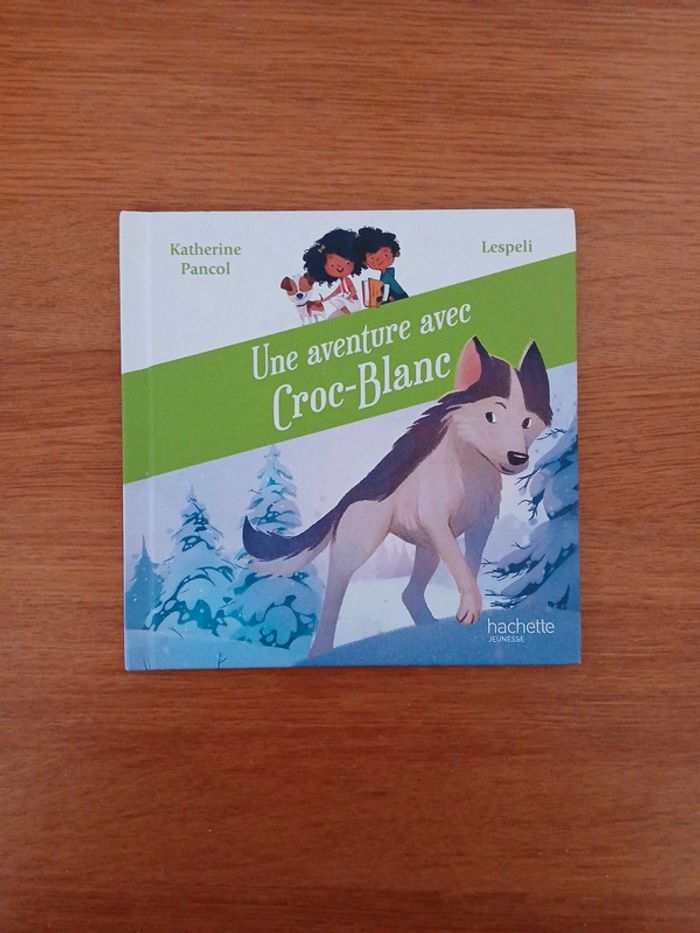 Katherine
Pancol
Lespeli
Une aventure avec
Croc-Blanc
hachette
JEUNESSE